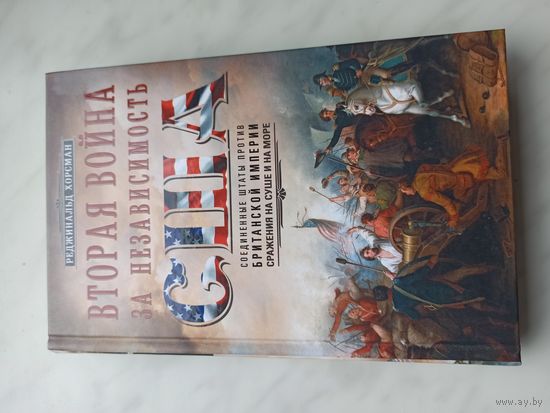 РЕДЖИНАЛЬД ХОРСМАН
ВТОРАЯ ВОЙНА
ЗА НЕЗАВИСИМОСТЬ
США
СОЕДИНЕННЫЕ ШТАТЫ ПРОТИВ
БРИТАНСКОЙ ИМПЕРИИ
СРАЖЕНИЯ НА СУШЕ И НА МОРЕ
www.ay.by